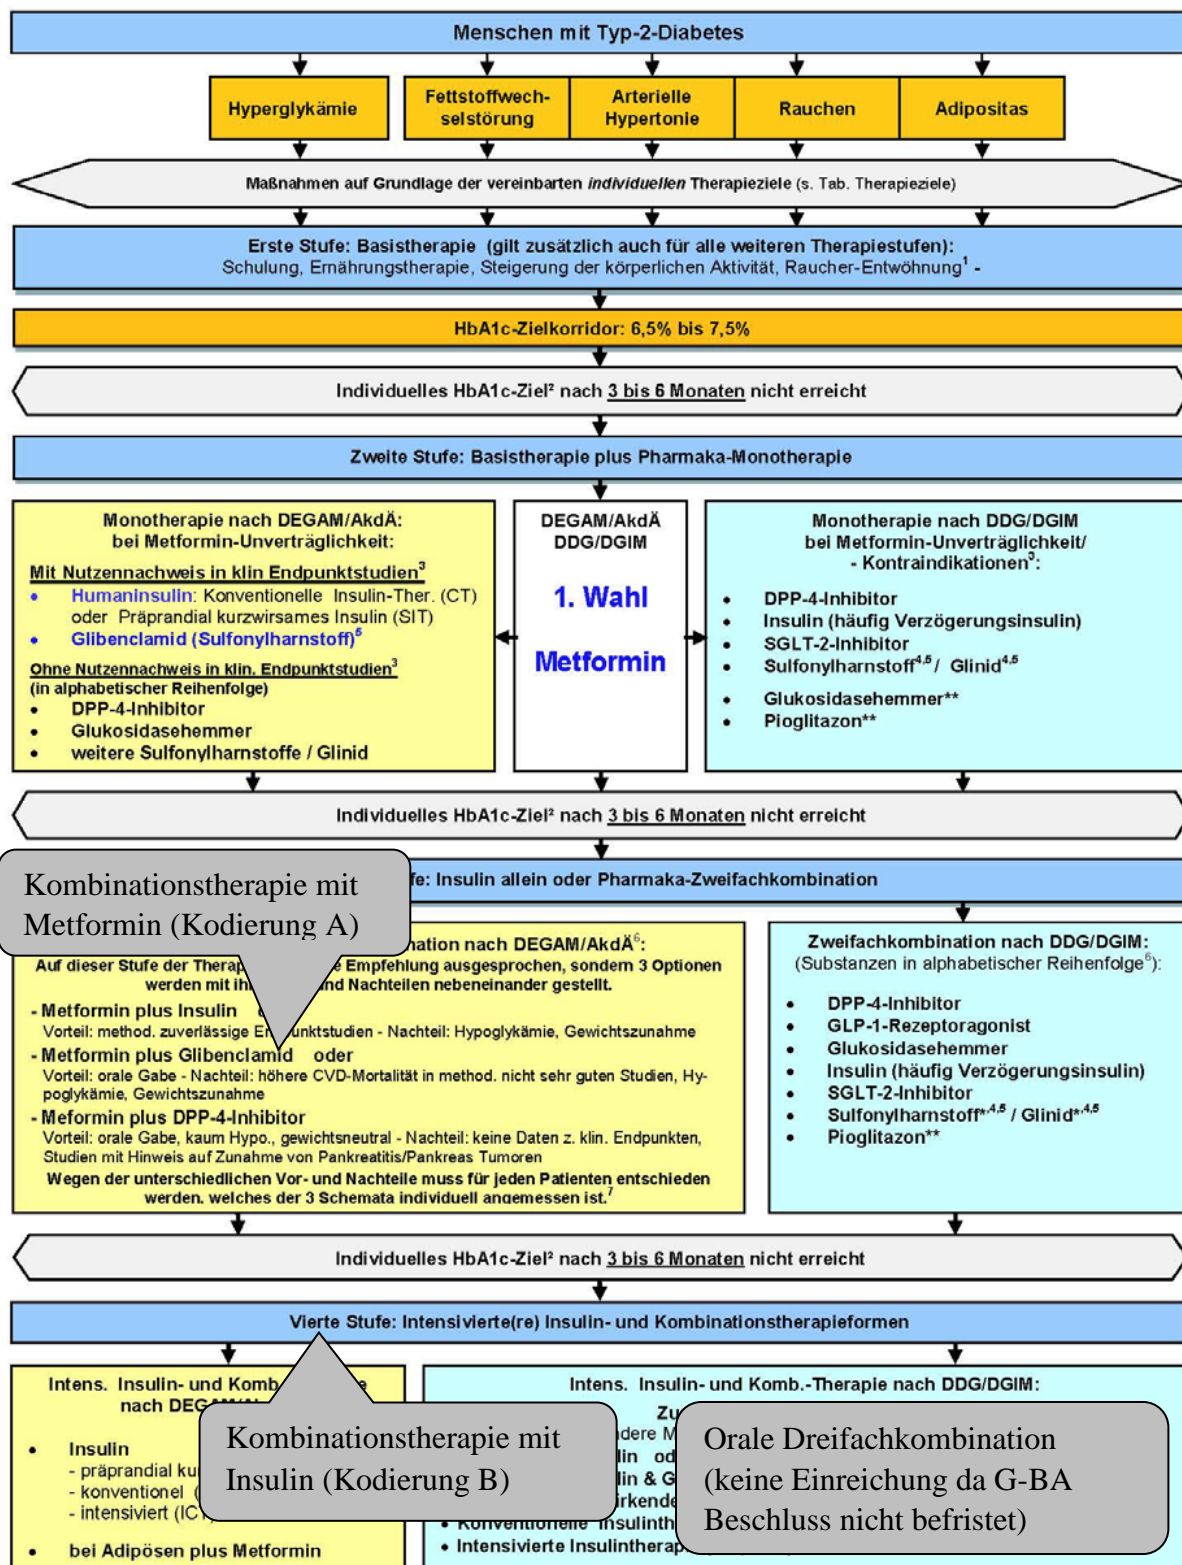 Menschen mit Typ-2-Diabetes
Hyperglykämie
Fettstoffwech-
selstörung
Arterielle
Hypertonie
Rauchen
Adipositas
Maßnahmen auf Grundlage der vereinbarten individuellen Therapieziele (s. Tab. Therapieziele)
Erste Stufe: Basistherapie (gilt zusätzlich auch für alle weiteren Therapiestufen):
Schulung, Ernährungstherapie, Steigerung der körperlichen Aktivität, Raucher-Entwöhnung¹ -
HbA1c-Zielkorridor: 6,5% bis 7,5%
Individuelles HbA1c-Ziel² nach 3 bis 6 Monaten nicht erreicht
Zweite Stufe: Basistherapie plus Pharmaka-Monotherapie
Monotherapie nach DEGAM/AkdÄ:
bei Metformin-Unverträglichkeit:
Mit Nutzennachweis in klin Endpunktstudien³
• Humaninsulin: Konventionelle Insulin-Ther. (CT)
oder Präprandial kurzwirsames Insulin (SIT)
• Glibenclamid (Sulfonylharnstoff)⁵
Ohne Nutzennachweis in klin. Endpunktstudien³
(in alphabetischer Reihenfolge)
• DPP-4-Inhibitor
• Glukosidasehemmer
• weitere Sulfonylharnstoffe / Glinid
DEGAM/AkdÄ
DDG/DGIM
1. Wahl
Metformin
Monotherapie nach DDG/DGIM
bei Metformin-Unverträglichkeit/
- Kontraindikationen³:
• DPP-4-Inhibitor
• Insulin (häufig Verzögerungsinsulin)
• SGLT-2-Inhibitor
• Sulfonylharnstoff⁴,⁵ / Glinid⁴,⁵
• Glukosidasehemmer**
• Pioglitazon**
Individuelles HbA1c-Ziel² nach 3 bis 6 Monaten nicht erreicht
Kombinationstherapie mit
Metformin (Kodierung A)
fe: Insulin allein oder Pharmaka-Zweifachkombination
nation nach DEGAM/AkdÄ⁶:
Auf dieser Stufe der Therap e Empfehlung ausgesprochen, sondern 3 Optionen
werden mit ih nd Nachteilen nebeneinander gestellt.
- Metformin plus Insulin
Vorteil: method. zuverlässige En punktstudien - Nachteil: Hypoglykämie, Gewichtszunahme
- Metformin plus Glibenclamid oder
Vorteil: orale Gabe - Nachteil: höhere CVD-Mortalität in method. nicht sehr guten Studien, Hy-
poglykämie, Gewichtszunahme
- Meformin plus DPP-4-Inhibitor
Vorteil: orale Gabe, kaum Hypo., gewichtsneutral - Nachteil: keine Daten z. klin. Endpunkten,
Studien mit Hinweis auf Zunahme von Pankreatitis/Pankreas Tumoren
Wegen der unterschiedlichen Vor- und Nachteile muss für jeden Patienten entschieden
werden, welches der 3 Schemata individuell angemessen ist.⁷
Zweifachkombination nach DDG/DGIM:
(Substanzen in alphabetischer Reihenfolge⁶):
• DPP-4-Inhibitor
• GLP-1-Rezeptoragonist
• Glukosidasehemmer
• Insulin (häufig Verzögerungsinsulin)
• SGLT-2-Inhibitor
• Sulfonylharnstoff*,⁴,⁵ / Glinid*,⁴,⁵
• Pioglitazon**
Individuelles HbA1c-Ziel² nach 3 bis 6 Monaten nicht erreicht
Vierte Stufe: Intensivierte(re) Insulin- und Kombinationstherapieformen
Intens. Insulin- und Komb. e
nach DEGAM/
• Insulin
- präprandial ku
- konventionel (
- intensiviert (IC
• bei Adipösen plus Metformin
Kombinationstherapie mit
Insulin (Kodierung B)
Intens. Insulin- und Komb.-Therapie nach DDG/DGIM:
Zu
ndere M
lin od
lin & G
irkende
• Konventionelle Insulinth
• Intensivierte Insulintherap
Orale Dreifachkombination
(keine Einreichung da G-BA
Beschluss nicht befristet)